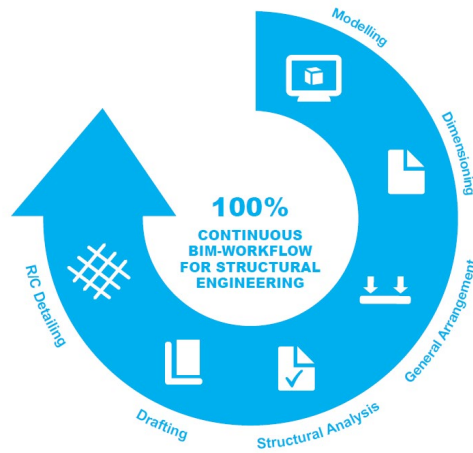 Modelling
Dimensioning
General Arrangement
Structural Analysis
Drafting
R/C Detailing
100%
CONTINUOUS
BIM-WORKFLOW
FOR STRUCTURAL
ENGINEERING